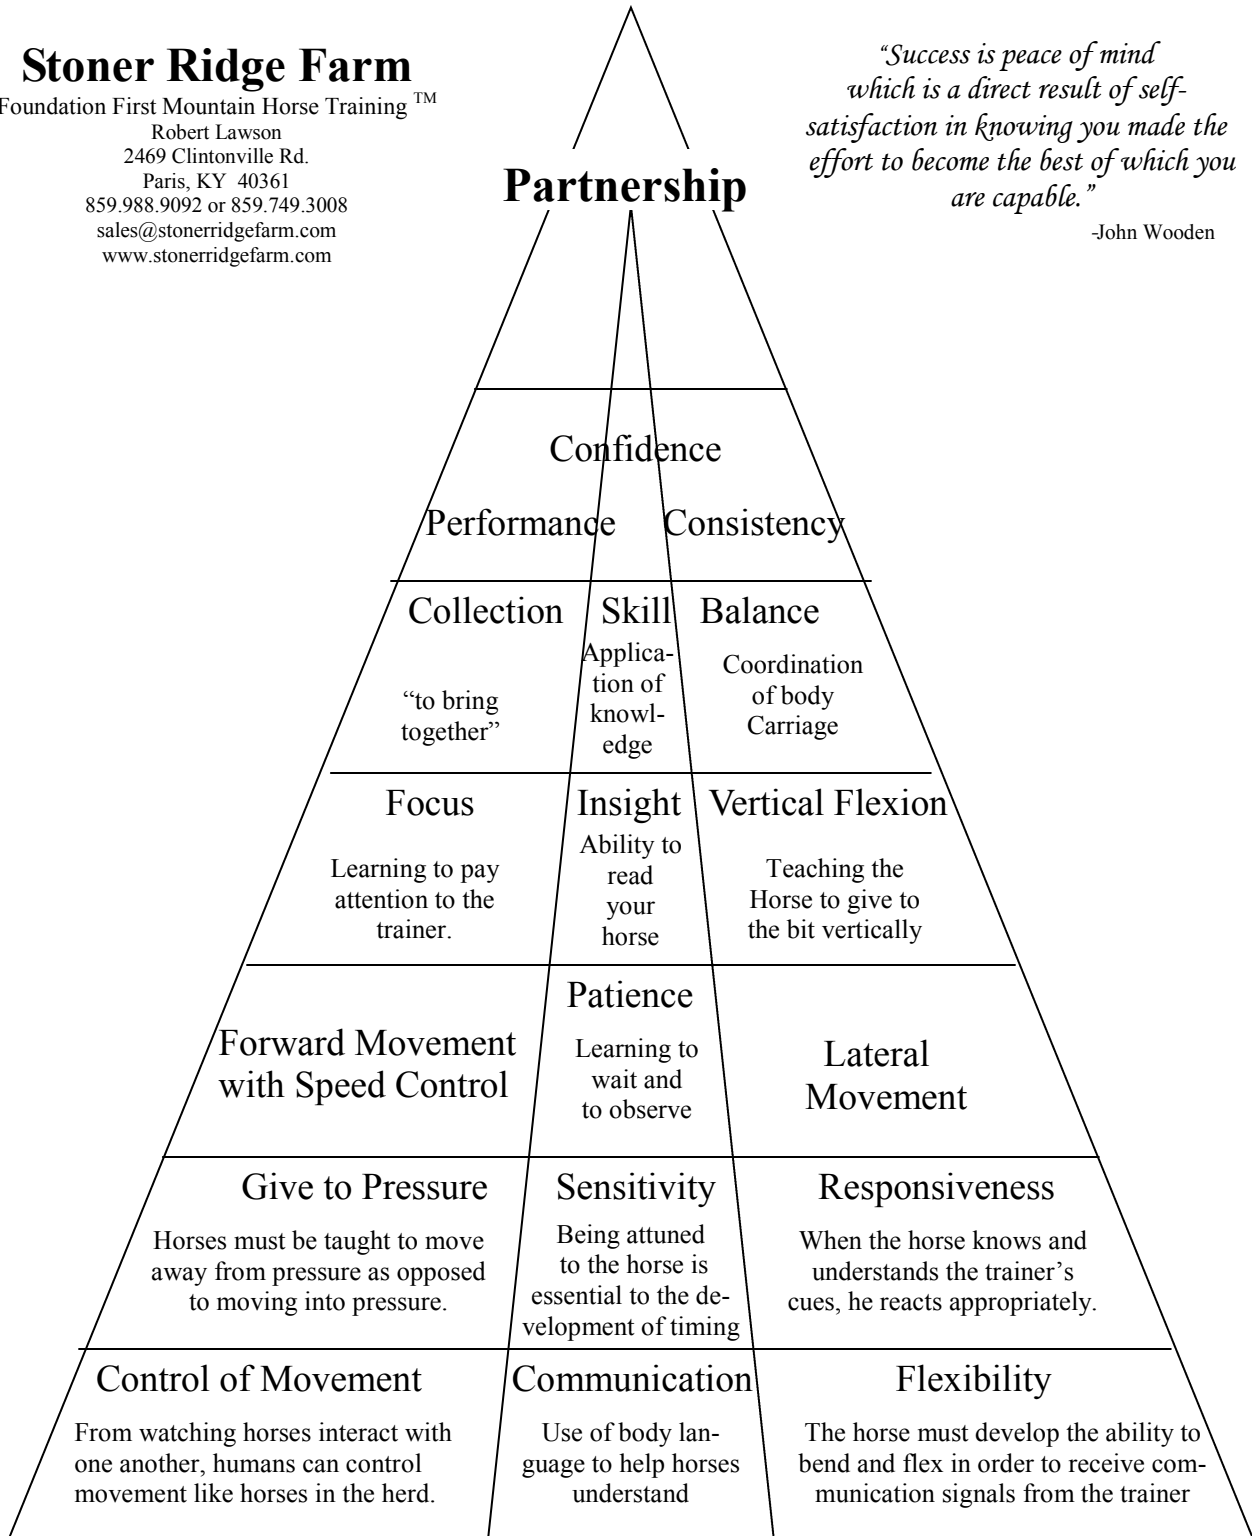 Stoner Ridge Farm
Foundation First Mountain Horse Training TM
Robert Lawson
2469 Clintonville Rd.
Paris, KY 40361
859.988.9092 or 859.749.3008
sales@stonerridgefarm.com
www.stonerridgefarm.com
“Success is peace of mind
which is a direct result of self-
satisfaction in knowing you made the
effort to become the best of which you
are capable.”
-John Wooden
Partnership
Confidence
Performance
Consistency
Collection
“to bring
together”
Skill
Applica-
tion of
knowl-
edge
Balance
Coordination
of body
Carriage
Focus
Learning to pay
attention to the
trainer.
Insight
Ability to
read
your
horse
Vertical Flexion
Teaching the
Horse to give to
the bit vertically
Forward Movement
with Speed Control
Patience
Learning to
wait and
to observe
Lateral
Movement
Give to Pressure
Horses must be taught to move
away from pressure as opposed
to moving into pressure.
Sensitivity
Being attuned
to the horse is
essential to the de-
velopment of timing
Responsiveness
When the horse knows and
understands the trainer’s
cues, he reacts appropriately.
Control of Movement
From watching horses interact with
one another, humans can control
movement like horses in the herd.
Communication
Use of body lan-
guage to help horses
understand
Flexibility
The horse must develop the ability to
bend and flex in order to receive com-
munication signals from the trainer